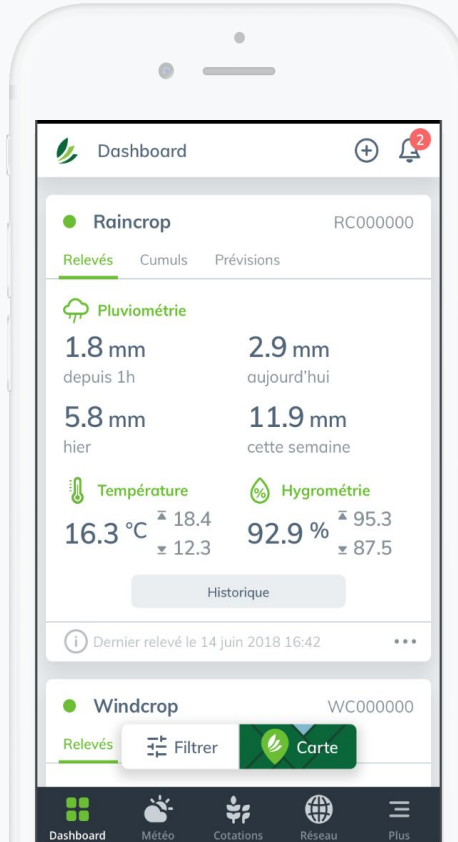 Dashboard
2
Raincrop RC000000
Relevés Cumuls Prévisions
Pluviométrie
1.8 mm 2.9 mm
depuis 1h aujourd'hui
5.8 mm 11.9 mm
hier cette semaine
Température Hygrométrie
16.3 °C 18.4 92.9 % 95.3
12.3 87.5
Historique
Dernier relevé le 14 juin 2018 16:42
Windcrop WC000000
Relevés Filtrer Carte
Dashboard Météo Cotations Réseau Plus